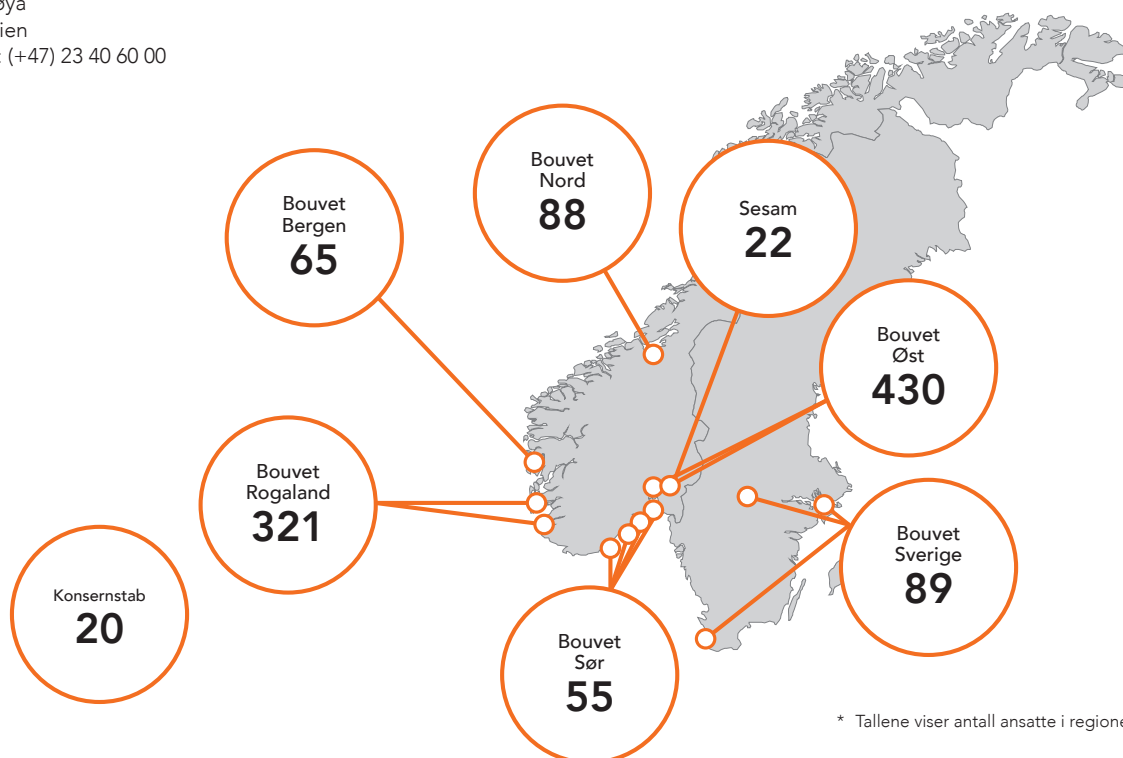 ien
(+47) 23 40 60 00
Bouvet
Nord
88
Bouvet
Bergen
65
Sesam
22
Bouvet
Øst
430
Bouvet
Rogaland
321
Bouvet
Sverige
89
Konsernstab
20
Bouvet
Sør
55
* Tallene viser antall ansatte i regione